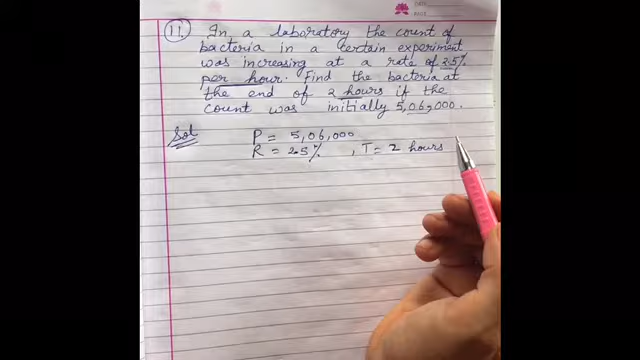 DATE
PAGE
11. In a laboratory the count of
bacteria in a certain experiment
was increasing at a rate of 2.5%
per hour. Find the bacteria at
the end of 2 hours if the
count was initially 5,06,000.
Sol
P = 5,06,000
R = 2.5% , T = 2 hours